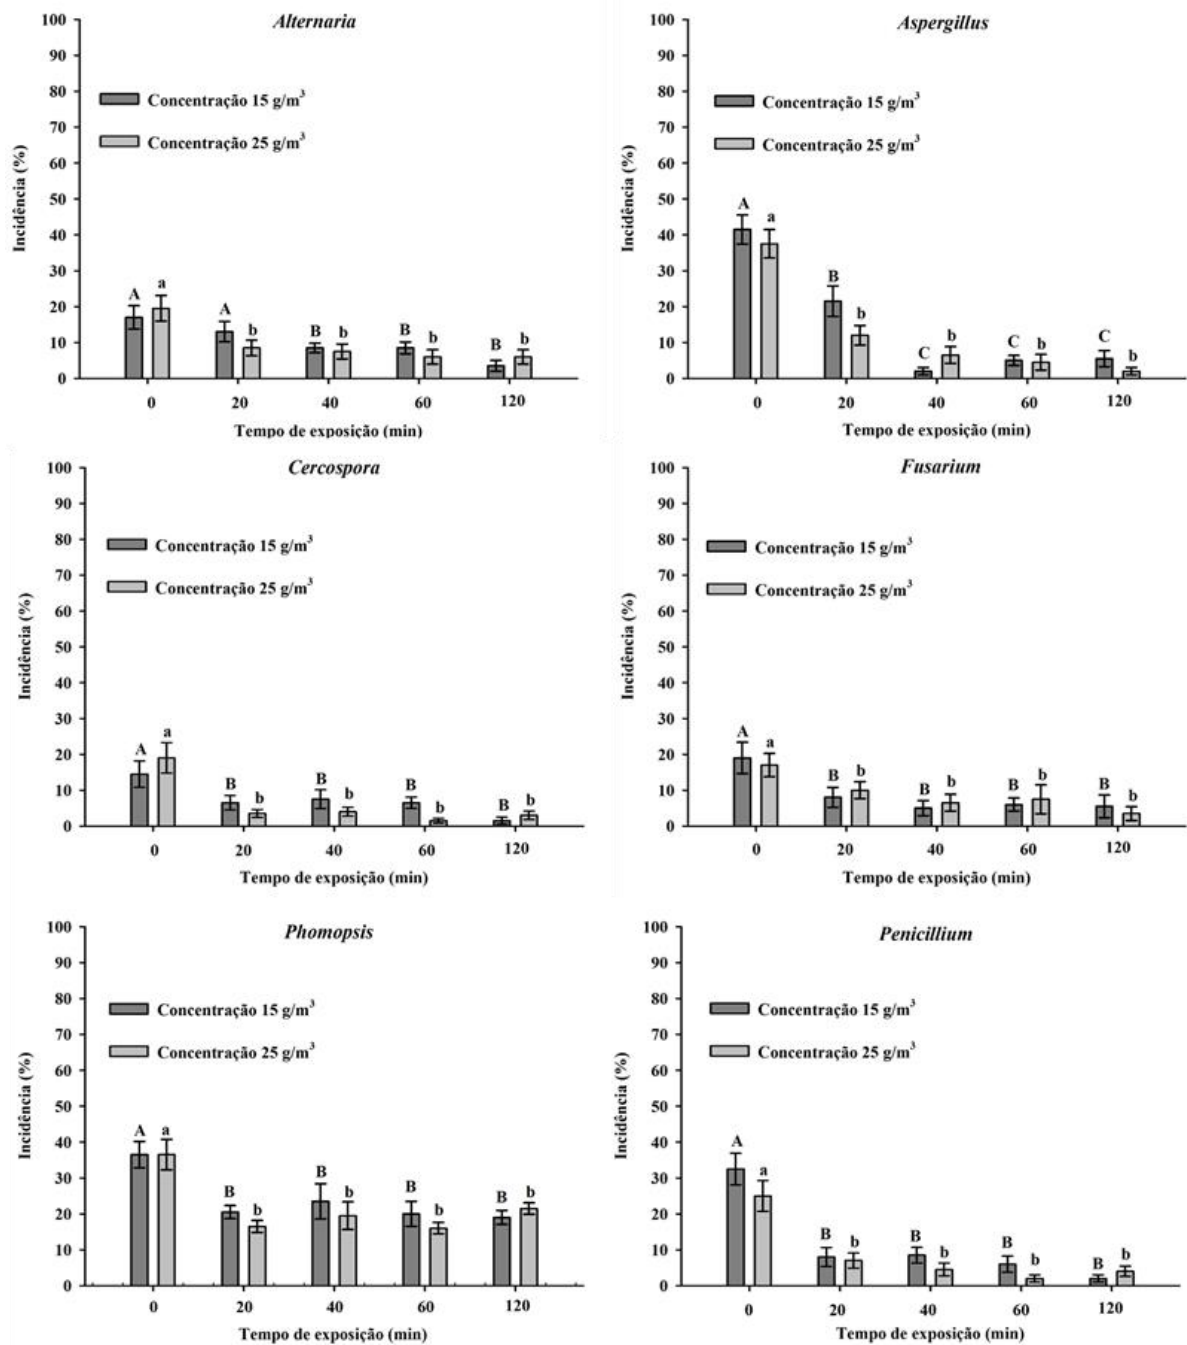 Alternaria
100
90
80
70
60
50
40
30
20
10
0
Incidência (%)
Concentração 15 g/m³
Concentração 25 g/m³
A a A b B b B b B b
0 20 40 60 120
Tempo de exposição (min)
Aspergillus
100
90
80
70
60
50
40
30
20
10
0
Incidência (%)
Concentração 15 g/m³
Concentração 25 g/m³
A a B b C b C b C b
0 20 40 60 120
Tempo de exposição (min)
Cercospora
100
90
80
70
60
50
40
30
20
10
0
Incidência (%)
Concentração 15 g/m³
Concentração 25 g/m³
A a B b B b B b B b
0 20 40 60 120
Tempo de exposição (min)
Fusarium
100
90
80
70
60
50
40
30
20
10
0
Incidência (%)
Concentração 15 g/m³
Concentração 25 g/m³
A a B b B b B b B b
0 20 40 60 120
Tempo de exposição (min)
Phomopsis
100
90
80
70
60
50
40
30
20
10
0
Incidência (%)
Concentração 15 g/m³
Concentração 25 g/m³
A a B b B b B b B b
0 20 40 60 120
Tempo de exposição (min)
Penicillium
100
90
80
70
60
50
40
30
20
10
0
Incidência (%)
Concentração 15 g/m³
Concentração 25 g/m³
A a B b B b B b B b
0 20 40 60 120
Tempo de exposição (min)